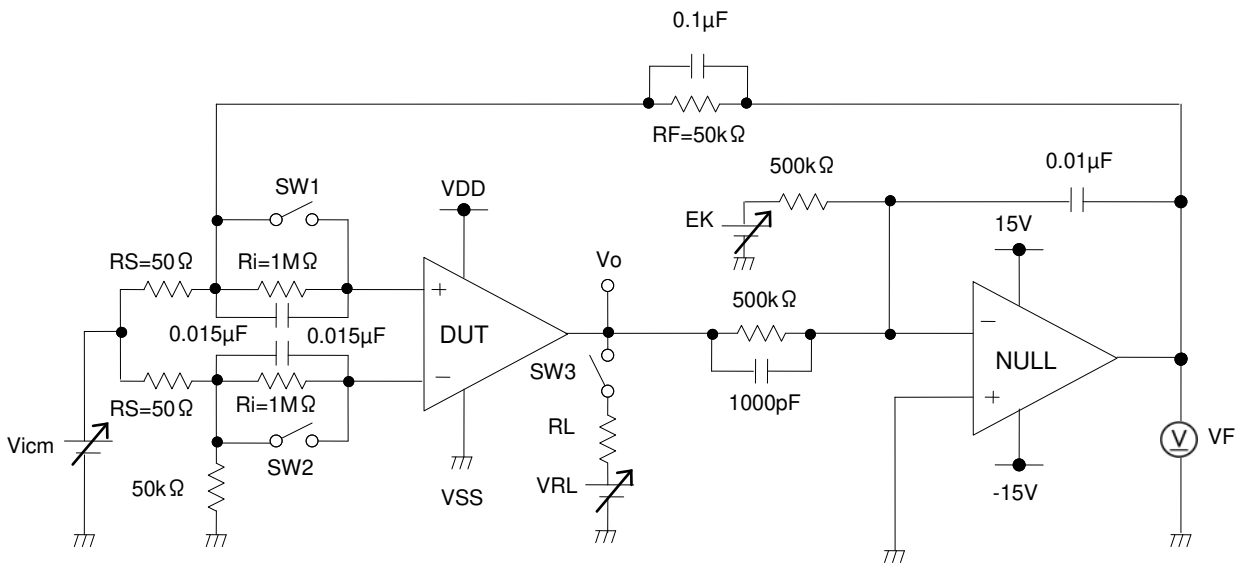 0.1µF
RF=50kΩ
500kΩ
0.01µF
SW1
VDD
EK
15V
RS=50Ω
Ri=1MΩ
Vo
+
500kΩ
−
0.015µF
0.015µF
DUT
NULL
−
SW3
1000pF
+
RS=50Ω
Ri=1MΩ
RL
Vicm
SW2
V
VF
50kΩ
VSS
VRL
-15V